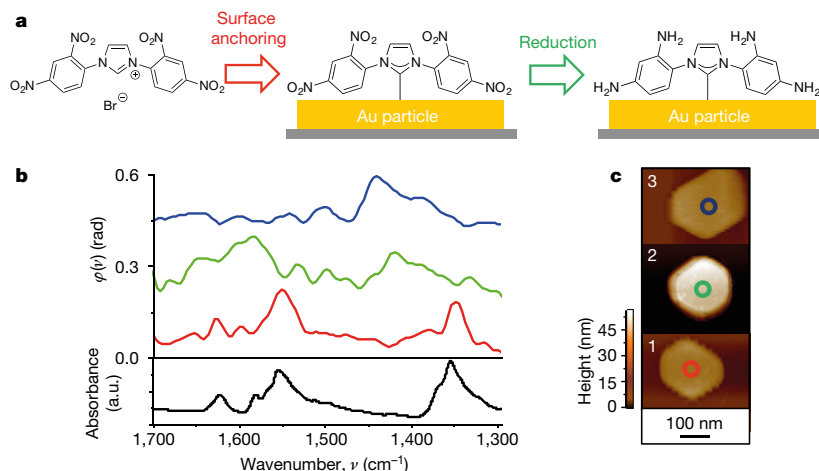 a
Surface anchoring
Reduction
NO₂ NO₂ O₂N NO₂ N N + Br⊖
NO₂ NO₂ O₂N NO₂ N N
NH₂ NH₂ H₂N NH₂ N N
Au particle
Au particle
b
φ(ν) (rad)
0.6
0.3
0.0
Absorbance
(a.u.)
1,700 1,600 1,500 1,400 1,300
Wavenumber, ν (cm⁻¹)
c
3
2
1
Height (nm)
45
30
15
0
100 nm